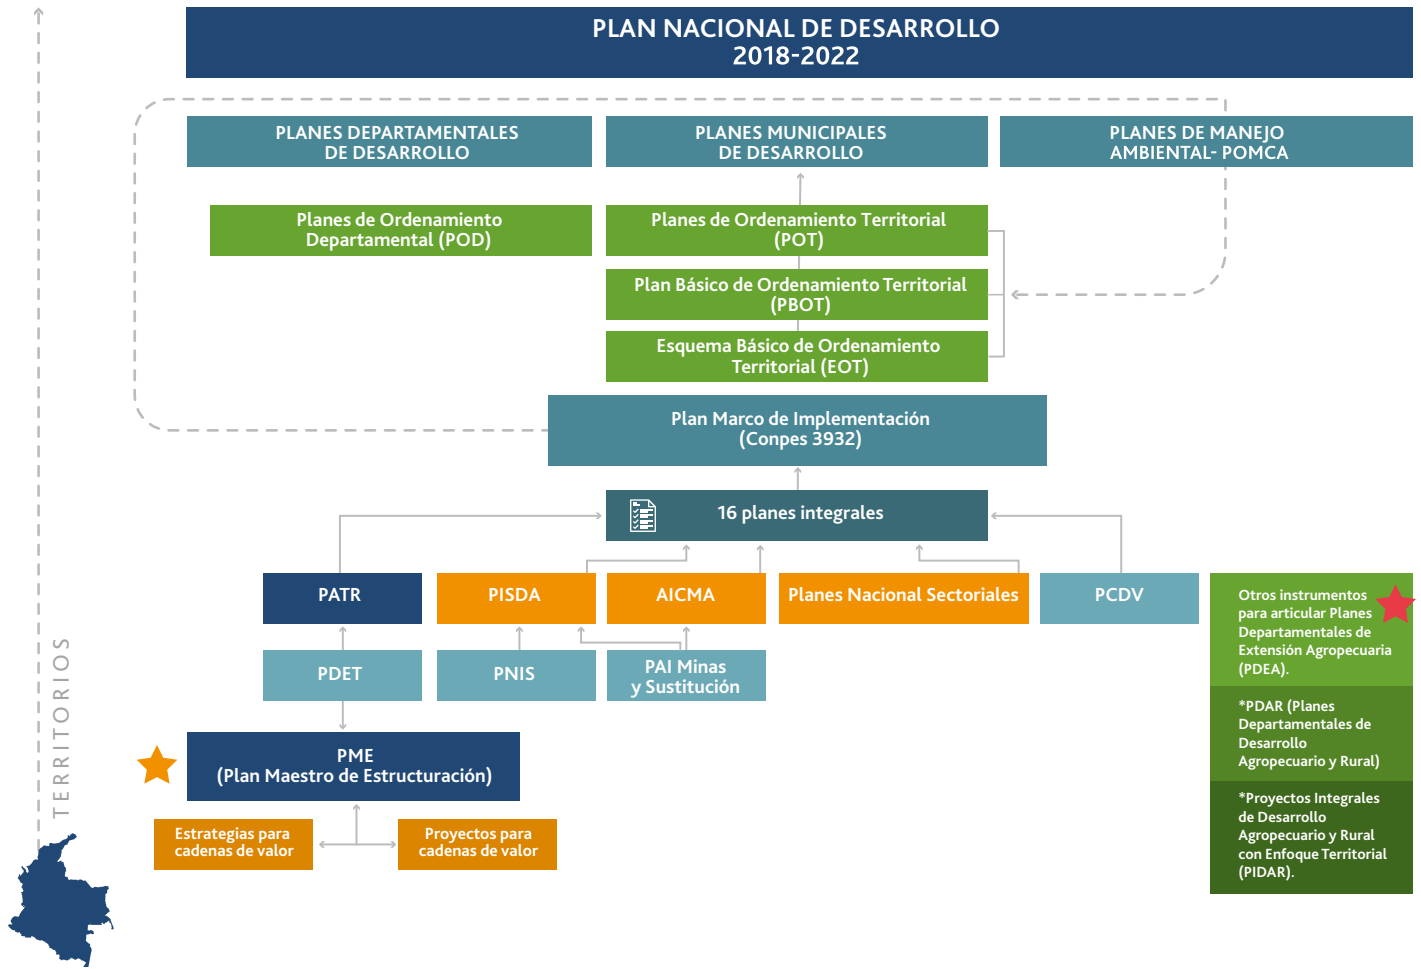 PLAN NACIONAL DE DESARROLLO
2018-2022
PLANES DEPARTAMENTALES
DE DESARROLLO
PLANES MUNICIPALES
DE DESARROLLO
PLANES DE MANEJO
AMBIENTAL- POMCA
Planes de Ordenamiento
Departamental (POD)
Planes de Ordenamiento Territorial
(POT)
Plan Básico de Ordenamiento Territorial
(PBOT)
Esquema Básico de Ordenamiento
Territorial (EOT)
Plan Marco de Implementación
(Conpes 3932)
16 planes integrales
PATR
PISDA
AICMA
Planes Nacional Sectoriales
PCDV
PDET
PNIS
PAI Minas
y Sustitución
PME
(Plan Maestro de Estructuración)
Estrategias para
cadenas de valor
Proyectos para
cadenas de valor
Otros instrumentos
para articular Planes
Departamentales de
Extensión Agropecuaria
(PDEA).
*PDAR (Planes
Departamentales de
Desarrollo
Agropecuario y Rural)
*Proyectos Integrales
de Desarrollo
Agropecuario y Rural
con Enfoque Territorial
(PIDAR).
TERRITORIOS